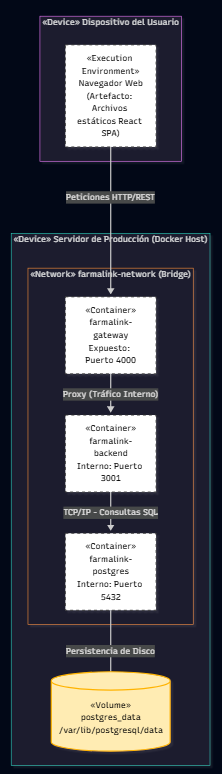 «Device» Dispositivo del Usuario
«Execution
Environment»
Navegador Web
(Artefacto:
Archivos
estáticos React
SPA)
Peticiones HTTP/REST
«Device» Servidor de Producción (Docker Host)
«Network» farmalink-network (Bridge)
«Container»
farmalink-
gateway
Expuesto:
Puerto 4000
Proxy (Tráfico Interno)
«Container»
farmalink-
backend
Interno: Puerto
3001
TCP/IP - Consultas SQL
«Container»
farmalink-
postgres
Interno: Puerto
5432
Persistencia de Disco
«Volume»
postgres_data
/var/lib/postgresql/data